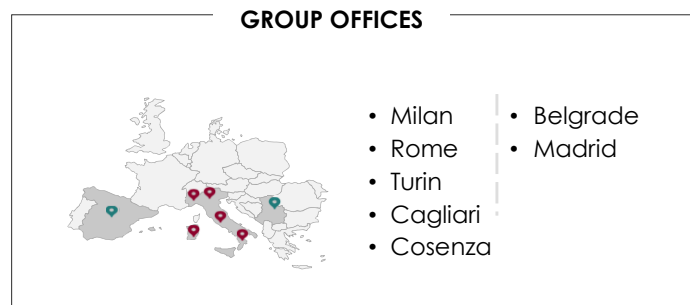 GROUP OFFICES
• Milan
• Rome
• Turin
• Cagliari
• Cosenza
• Belgrade
• Madrid